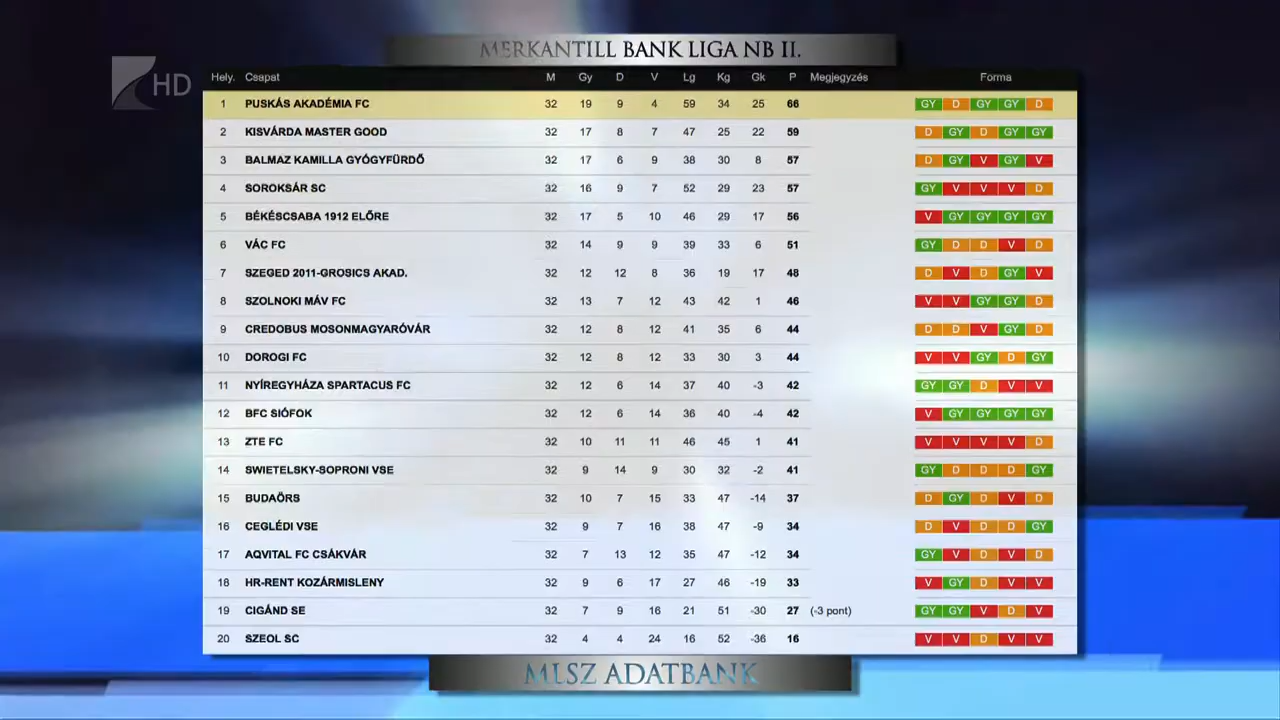 MERKANTILL BANK LIGA NB II.
HD
Hely. Csapat M Gy D V Lg Kg Gk P Megjegyzés Forma
1 PUSKÁS AKADÉMIA FC 32 19 9 4 59 34 25 66 GY D GY GY D
2 KISVÁRDA MASTER GOOD 32 17 8 7 47 25 22 59 D GY D GY GY
3 BALMAZ KAMILLA GYÓGYFÜRDŐ 32 17 6 9 38 30 8 57 D GY V GY V
4 SOROKSÁR SC 32 16 9 7 52 29 23 57 GY V V V D
5 BÉKÉSCSABA 1912 ELŐRE 32 17 5 10 46 29 17 56 V GY GY GY GY
6 VÁC FC 32 14 9 9 39 33 6 51 GY D D V D
7 SZEGED 2011-GROSICS AKAD. 32 12 12 8 36 19 17 48 D V D GY V
8 SZOLNOKI MÁV FC 32 13 7 12 43 42 1 46 V V GY GY D
9 CREDOBUS MOSONMAGYARÓVÁR 32 12 8 12 41 35 6 44 D D V GY D
10 DOROGI FC 32 12 8 12 33 30 3 44 V V GY D GY
11 NYÍREGYHÁZA SPARTACUS FC 32 12 6 14 37 40 -3 42 GY GY D V V
12 BFC SIÓFOK 32 12 6 14 36 40 -4 42 V GY GY GY GY
13 ZTE FC 32 10 11 11 46 45 1 41 V V V V D
14 SWIETELSKY-SOPRONI VSE 32 9 14 9 30 32 -2 41 GY D D D GY
15 BUDAÖRS 32 10 7 15 33 47 -14 37 D GY D V D
16 CEGLÉDI VSE 32 9 7 16 38 47 -9 34 D V D D GY
17 AQVITAL FC CSÁKVÁR 32 7 13 12 35 47 -12 34 GY V D V D
18 HR-RENT KOZÁRMISLENY 32 9 6 17 27 46 -19 33 V GY D V V
19 CIGÁND SE 32 7 9 16 21 51 -30 27 (-3 pont) GY GY V D V
20 SZEOL SC 32 4 4 24 16 52 -36 16 V V D V V
MLSZ ADATBANK